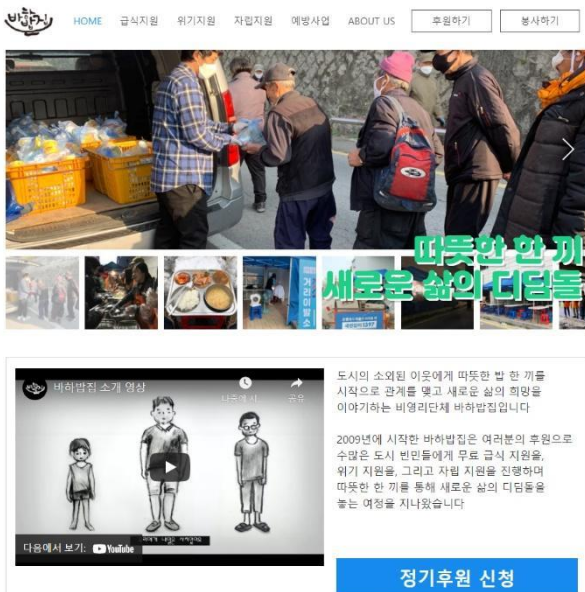 바하밥집
HOME 급식지원 위기지원 자립지원 예방사업 ABOUT US 후원하기 봉사하기
따뜻한 한 끼
새로운 삶의 디딤돌
거리이발소
바하밥집 소개 영상
나중에 시... 공유
다음에서 보기: YouTube
도시의 소외된 이웃에게 따뜻한 밥 한 끼를
시작으로 관계를 맺고 새로운 삶의 희망을
이야기하는 비영리단체 바하밥집입니다
2009년에 시작한 바하밥집은 여러분의 후원으로
수많은 도시 빈민들에게 무료 급식 지원을,
위기 지원을, 그리고 자립 지원을 진행하며
따뜻한 한 끼를 통해 새로운 삶의 디딤돌을
놓는 여정을 지나왔습니다
정기후원 신청